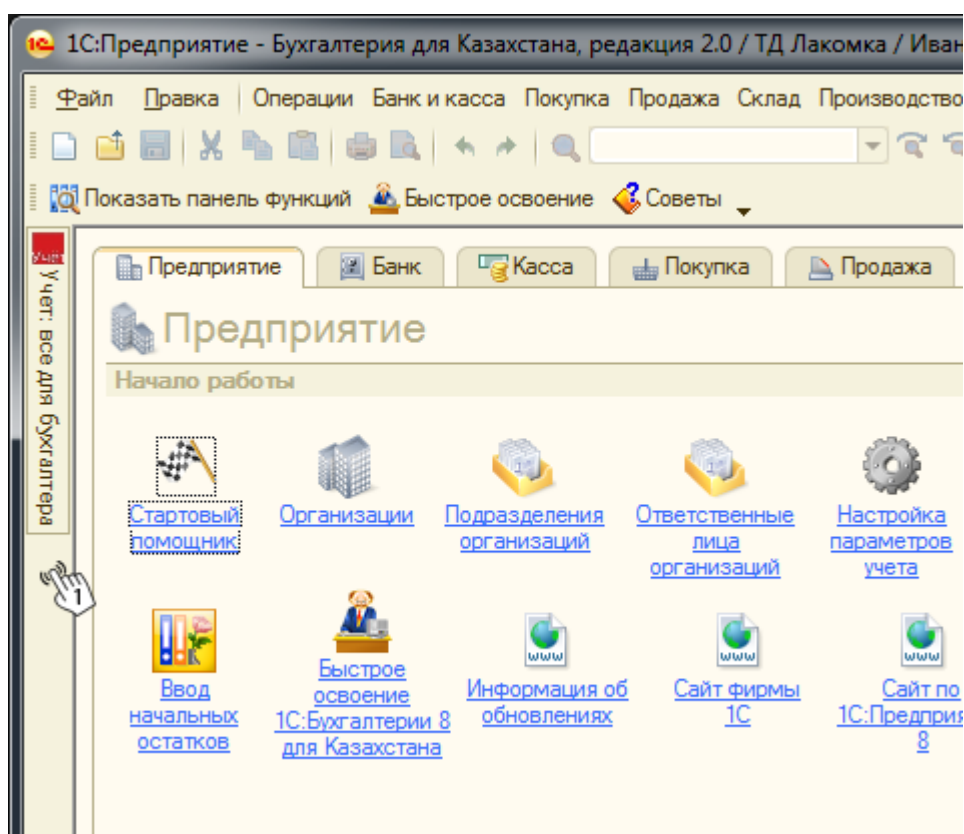 1С:Предприятие - Бухгалтерия для Казахстана, редакция 2.0 / ТД Лакомка / Иван
Файл Правка Операции Банк и касса Покупка Продажа Склад Производство
Показать панель функций Быстрое освоение Советы
Учёт
Учет: все для бухгалтера
Предприятие Банк Касса Покупка Продажа
Предприятие
Начало работы
Стартовый Организации Подразделения Ответственные Настройка
помощник организаций лица параметров
организаций учета
Ввод Быстрое Информация об Сайт фирмы Сайт по
начальных освоение обновлениях 1С 1С:Предприя
остатков 1С:Бухгалтерии 8 8
для Казахстана
1